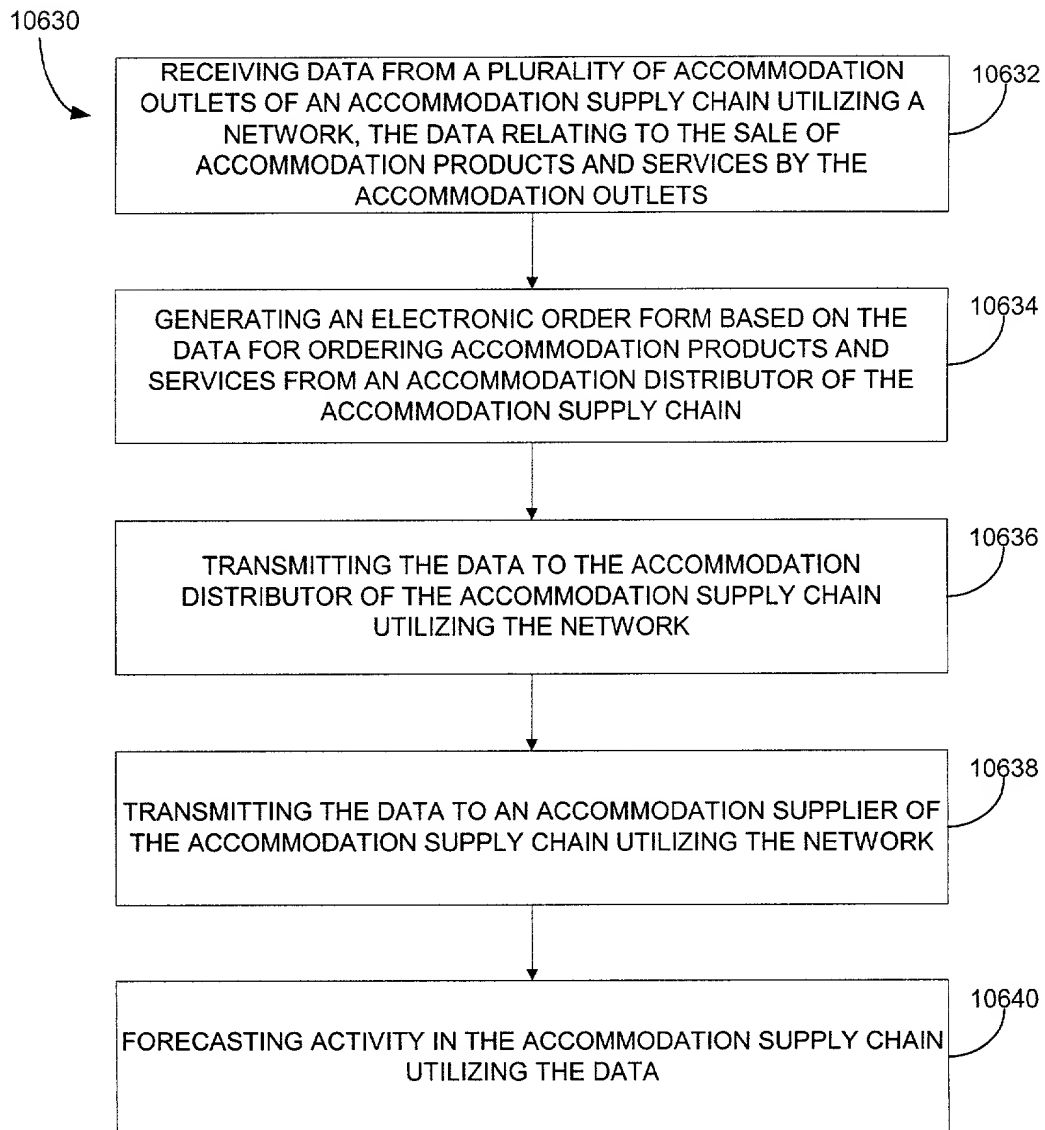 10630
RECEIVING DATA FROM A PLURALITY OF ACCOMMODATION
OUTLETS OF AN ACCOMMODATION SUPPLY CHAIN UTILIZING A
NETWORK, THE DATA RELATING TO THE SALE OF
ACCOMMODATION PRODUCTS AND SERVICES BY THE
ACCOMMODATION OUTLETS
10632
GENERATING AN ELECTRONIC ORDER FORM BASED ON THE
DATA FOR ORDERING ACCOMMODATION PRODUCTS AND
SERVICES FROM AN ACCOMMODATION DISTRIBUTOR OF THE
ACCOMMODATION SUPPLY CHAIN
10634
TRANSMITTING THE DATA TO THE ACCOMMODATION
DISTRIBUTOR OF THE ACCOMMODATION SUPPLY CHAIN
UTILIZING THE NETWORK
10636
TRANSMITTING THE DATA TO AN ACCOMMODATION SUPPLIER OF
THE ACCOMMODATION SUPPLY CHAIN UTILIZING THE NETWORK
10638
FORECASTING ACTIVITY IN THE ACCOMMODATION SUPPLY CHAIN
UTILIZING THE DATA
10640